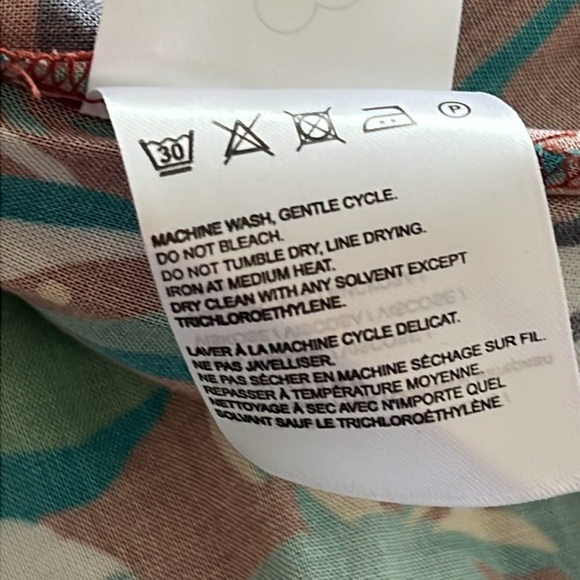 30 P
MACHINE WASH, GENTLE CYCLE.
DO NOT BLEACH.
DO NOT TUMBLE DRY, LINE DRYING.
IRON AT MEDIUM HEAT.
DRY CLEAN WITH ANY SOLVENT EXCEPT
TRICHLOROETHYLENE.
LAVER À LA MACHINE CYCLE DELICAT.
NE PAS JAVELLISER.
NE PAS SÈCHER EN MACHINE SÉCHAGE SUR FIL.
REPASSER À TEMPÉRATURE MOYENNE.
NETTOYAGE À SEC AVEC N'IMPORTE QUEL
SOLVANT SAUF LE TRICHLOROÉTHYLÈNE